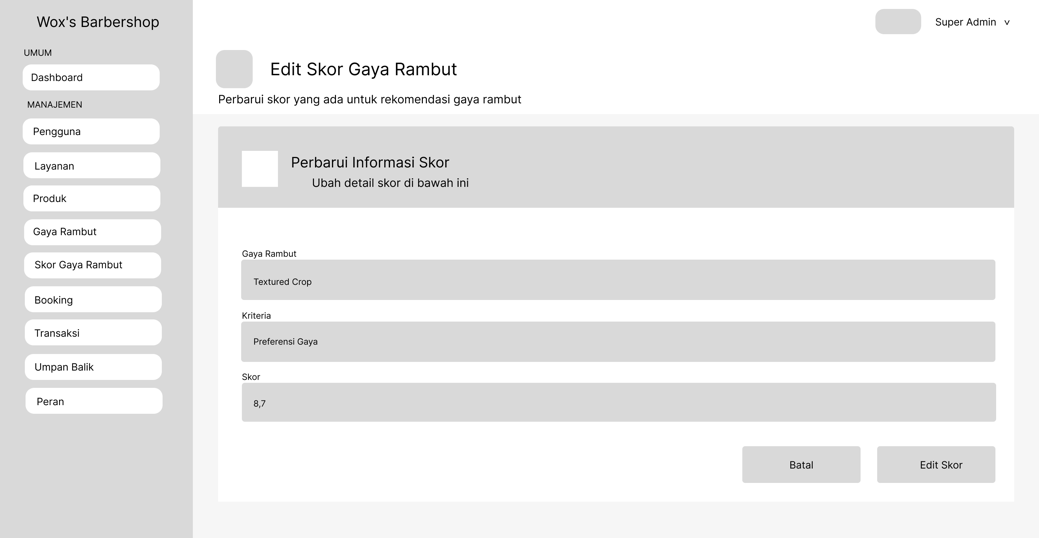 Wox's Barbershop
UMUM
Dashboard
MANAJEMEN
Pengguna
Layanan
Produk
Gaya Rambut
Skor Gaya Rambut
Booking
Transaksi
Umpan Balik
Peran
Super Admin v
Edit Skor Gaya Rambut
Perbarui skor yang ada untuk rekomendasi gaya rambut
Perbarui Informasi Skor
Ubah detail skor di bawah ini
Gaya Rambut
Textured Crop
Kriteria
Preferensi Gaya
Skor
8,7
Batal
Edit Skor